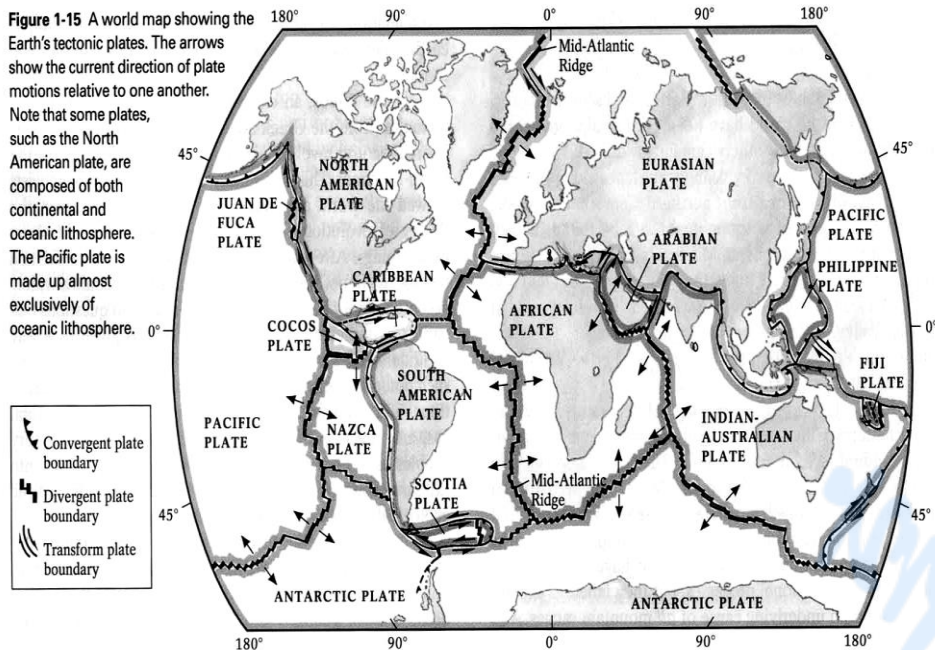 Figure 1-15 A world map showing the
Earth's tectonic plates. The arrows
show the current direction of plate
motions relative to one another.
Note that some plates,
such as the North
American plate, are
composed of both
continental and
oceanic lithosphere.
The Pacific plate is
made up almost
exclusively of
oceanic lithosphere.
Convergent plate
boundary
Divergent plate
boundary
Transform plate
boundary
180° 90° 0° 90° 180°
Mid-Atlantic
Ridge
45° 45°
NORTH
AMERICAN
PLATE
EURASIAN
PLATE
JUAN DE
FUCA
PLATE
PACIFIC
PLATE
ARABIAN
PLATE
PHILIPPINE
PLATE
CARIBBEAN
PLATE
AFRICAN
PLATE
0° 0°
COCOS
PLATE
FIJI
PLATE
SOUTH
AMERICAN
PLATE
PACIFIC
PLATE
NAZCA
PLATE
INDIAN-
AUSTRALIAN
PLATE
SCOTIA
PLATE
Mid-Atlantic
Ridge
45° 45°
ANTARCTIC PLATE
ANTARCTIC PLATE
180° 90° 0° 90° 180°